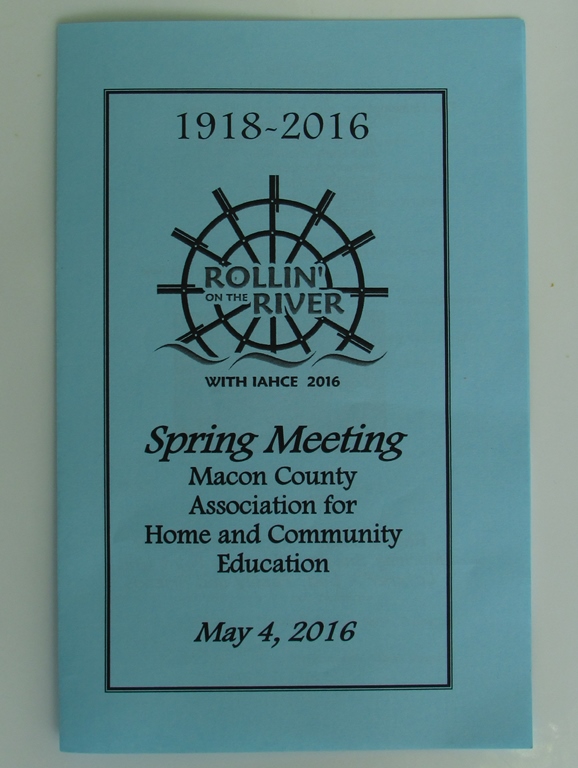 1918-2016
ROLLIN'
ON THE RIVER
WITH IAHCE 2016
Spring Meeting
Macon County
Association for
Home and Community
Education
May 4, 2016